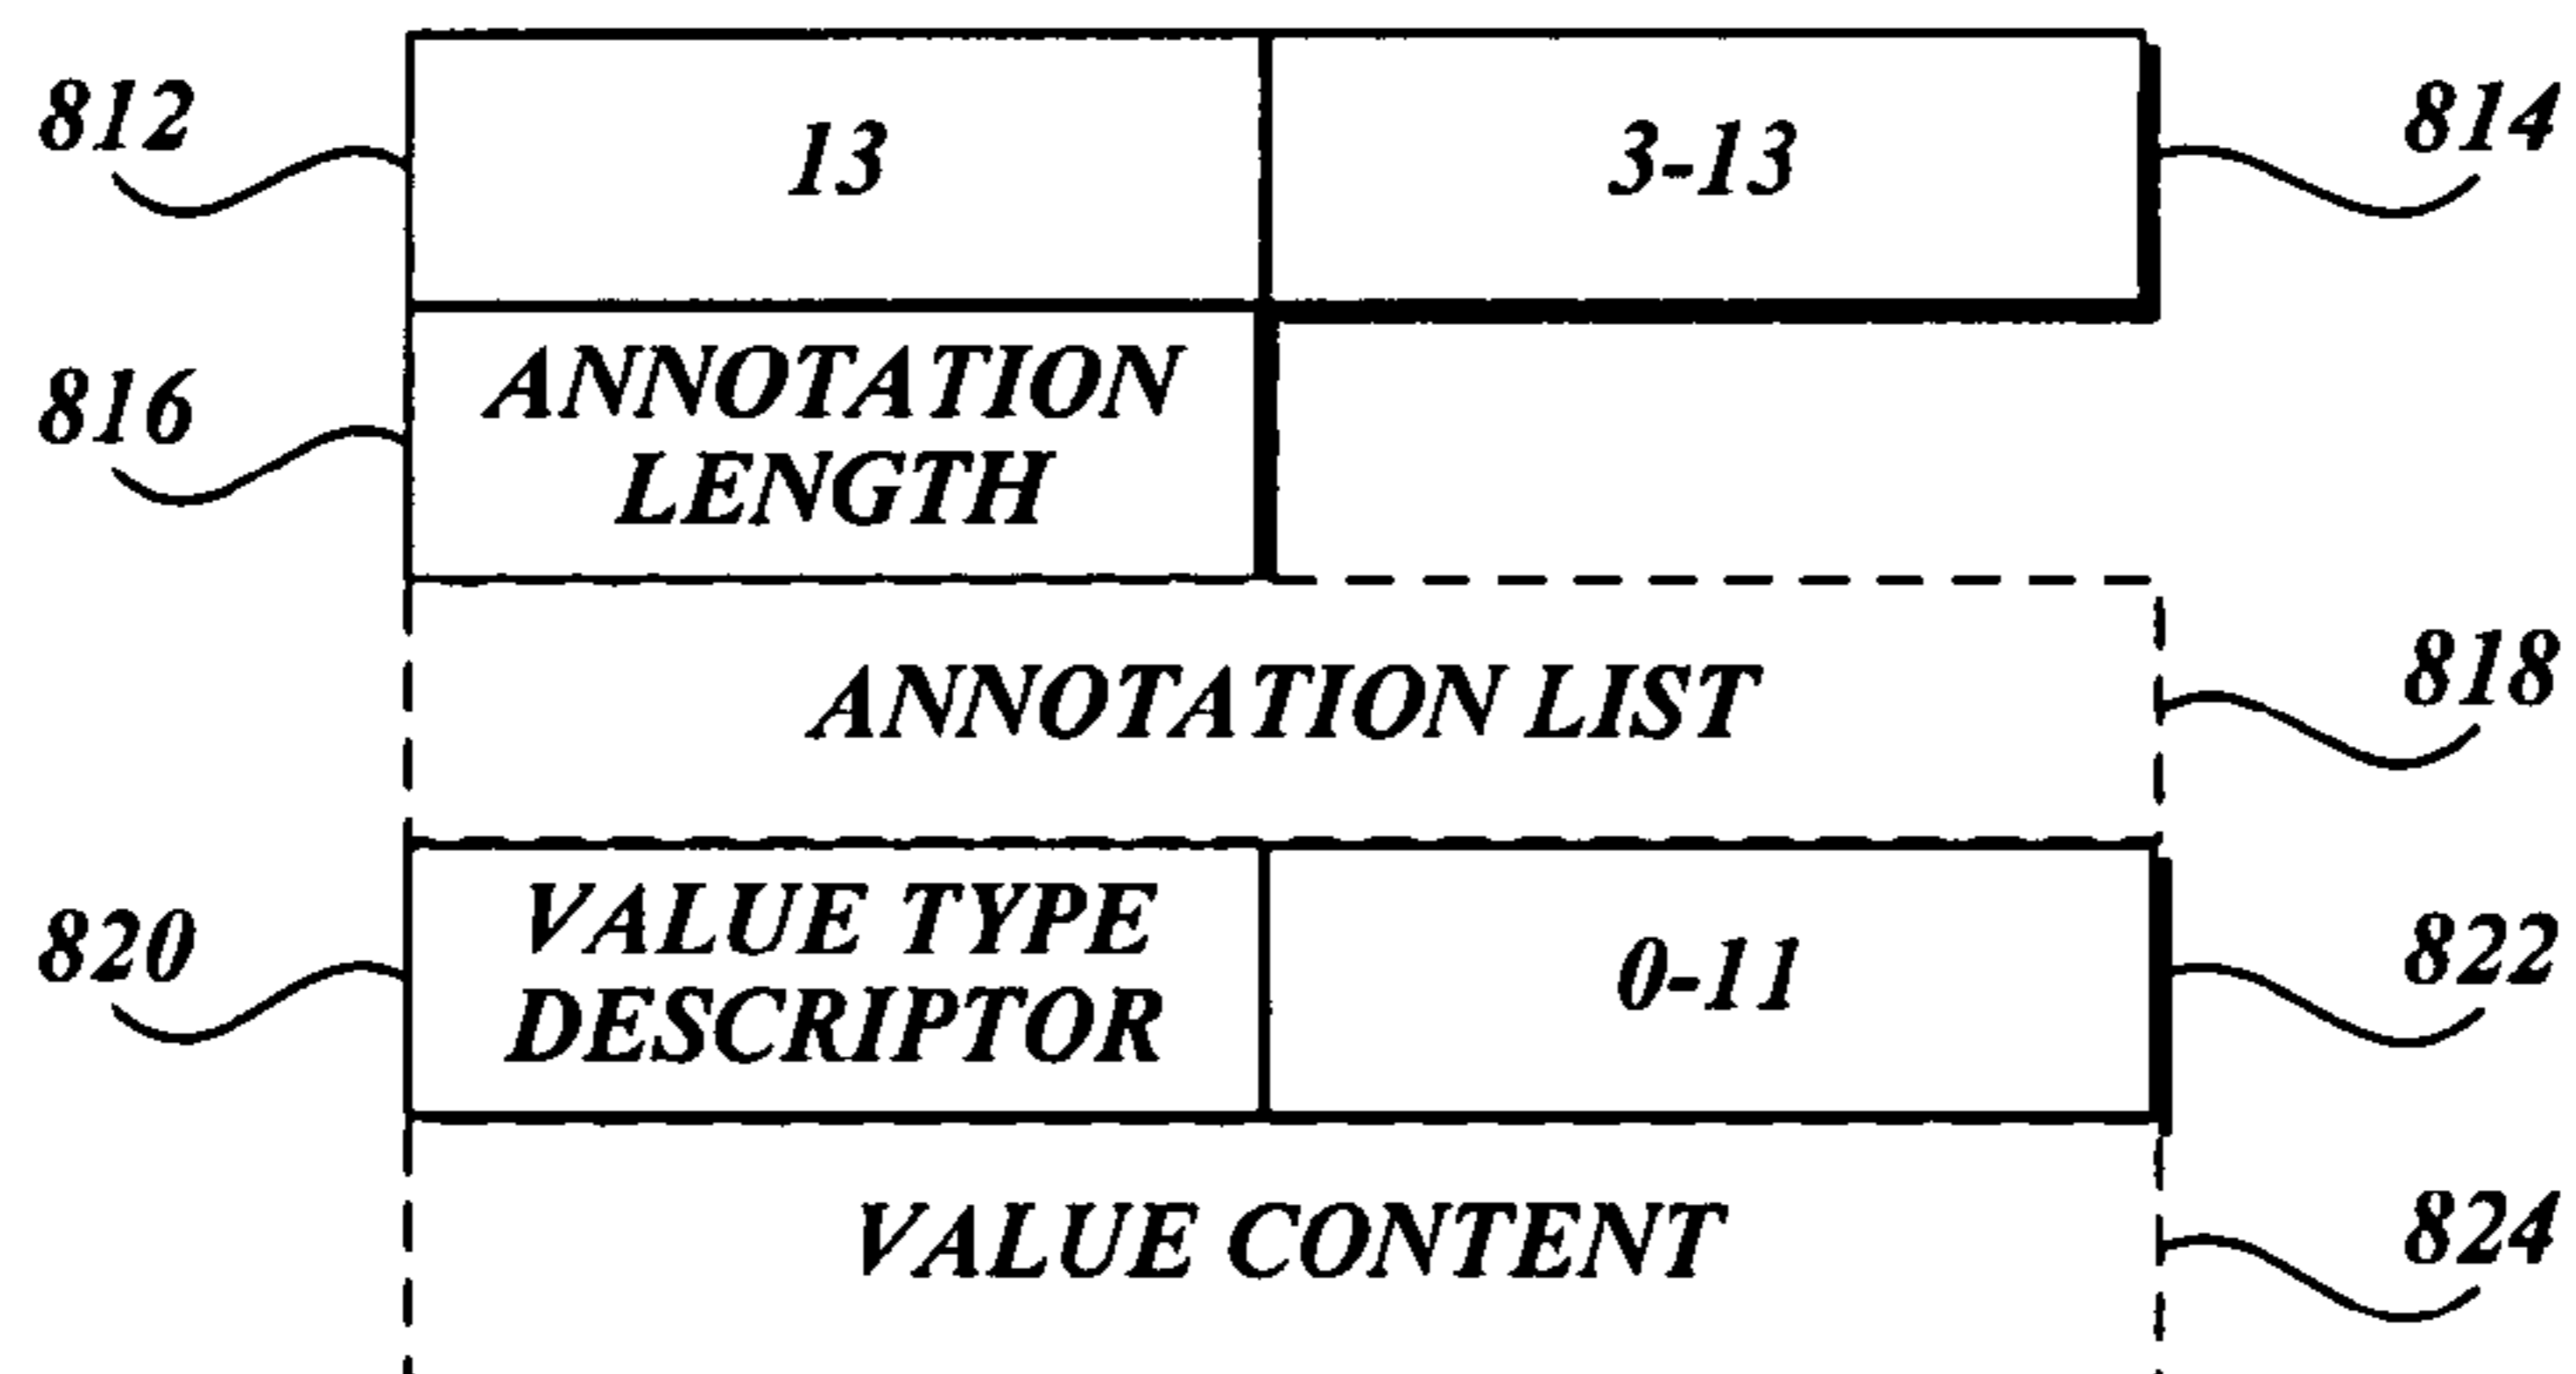 812
13
3-13
814
816
ANNOTATION
LENGTH
ANNOTATION LIST
818
820
VALUE TYPE
DESCRIPTOR
0-11
822
VALUE CONTENT
824